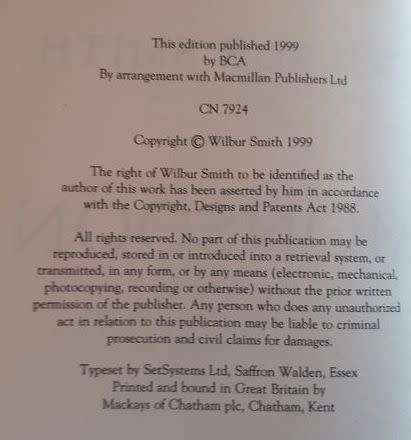 This edition published 1999
by BCA
By arrangement with Macmillan Publishers Ltd
CN 7924
Copyright © Wilbur Smith 1999
The right of Wilbur Smith to be identified as the
author of this work has been asserted by him in accordance
with the Copyright, Designs and Patents Act 1988.
All rights reserved. No part of this publication may be
reproduced, stored in or introduced into a retrieval system, or
transmitted, in any form, or by any means (electronic, mechanical,
photocopying, recording or otherwise) without the prior written
permission of the publisher. Any person who does any unauthorized
act in relation to this publication may be liable to criminal
prosecution and civil claims for damages.
Typeset by SetSystems Ltd, Saffron Walden, Essex
Printed and bound in Great Britain by
Mackays of Chatham plc, Chatham, Kent